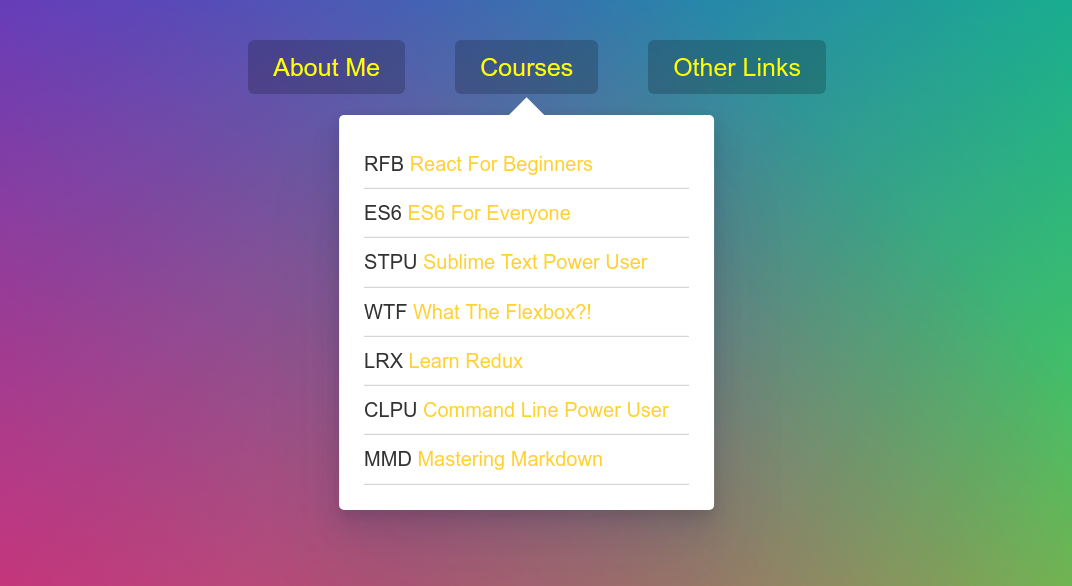 About Me
Courses
Other Links
RFB React For Beginners
ES6 ES6 For Everyone
STPU Sublime Text Power User
WTF What The Flexbox?!
LRX Learn Redux
CLPU Command Line Power User
MMD Mastering Markdown